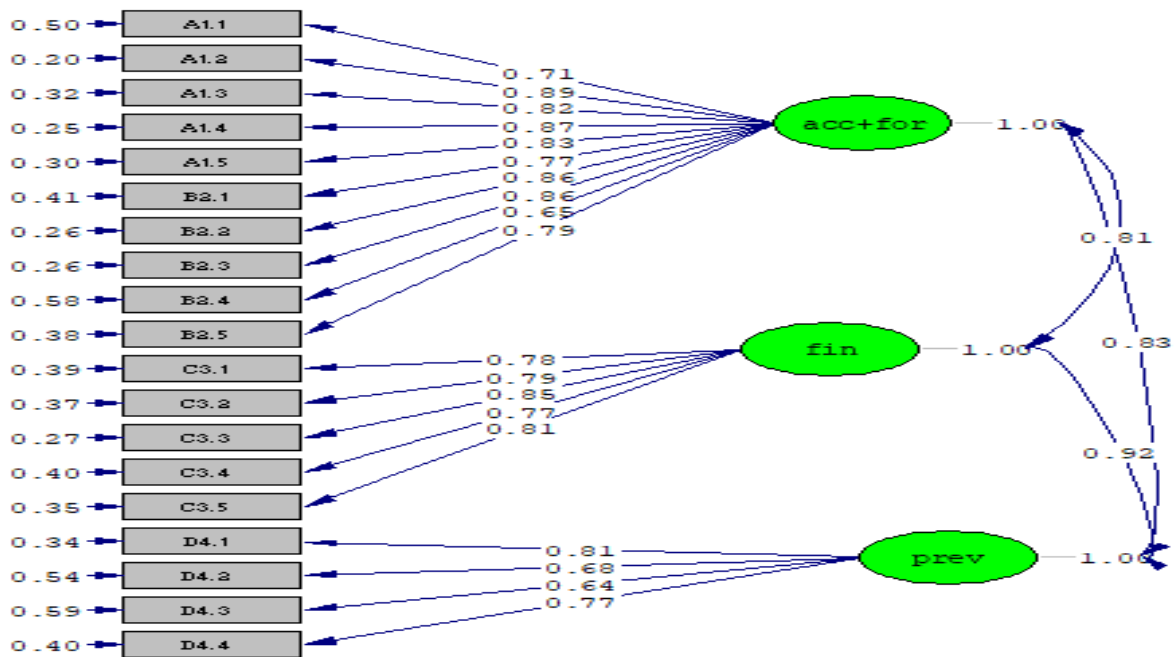 0.50 A1.1
0.20 A1.2
0.71
0.32 A1.3
0.89
0.82
acc+for 1.00
0.25 A1.4
0.87
0.83
0.30 A1.5
0.77
0.41 B2.1
0.86
0.86
0.65
0.26 B2.2
0.79
0.81
0.26 B2.3
0.58 B2.4
0.38 B2.5
fin 1.00
0.83
0.39 C3.1
0.78
0.79
0.37 C3.2
0.85
0.77
0.27 C3.3
0.81
0.92
0.40 C3.4
0.35 C3.5
0.34 D4.1
0.81
prev 1.00
0.68
0.54 D4.2
0.64
0.77
0.59 D4.3
0.40 D4.4